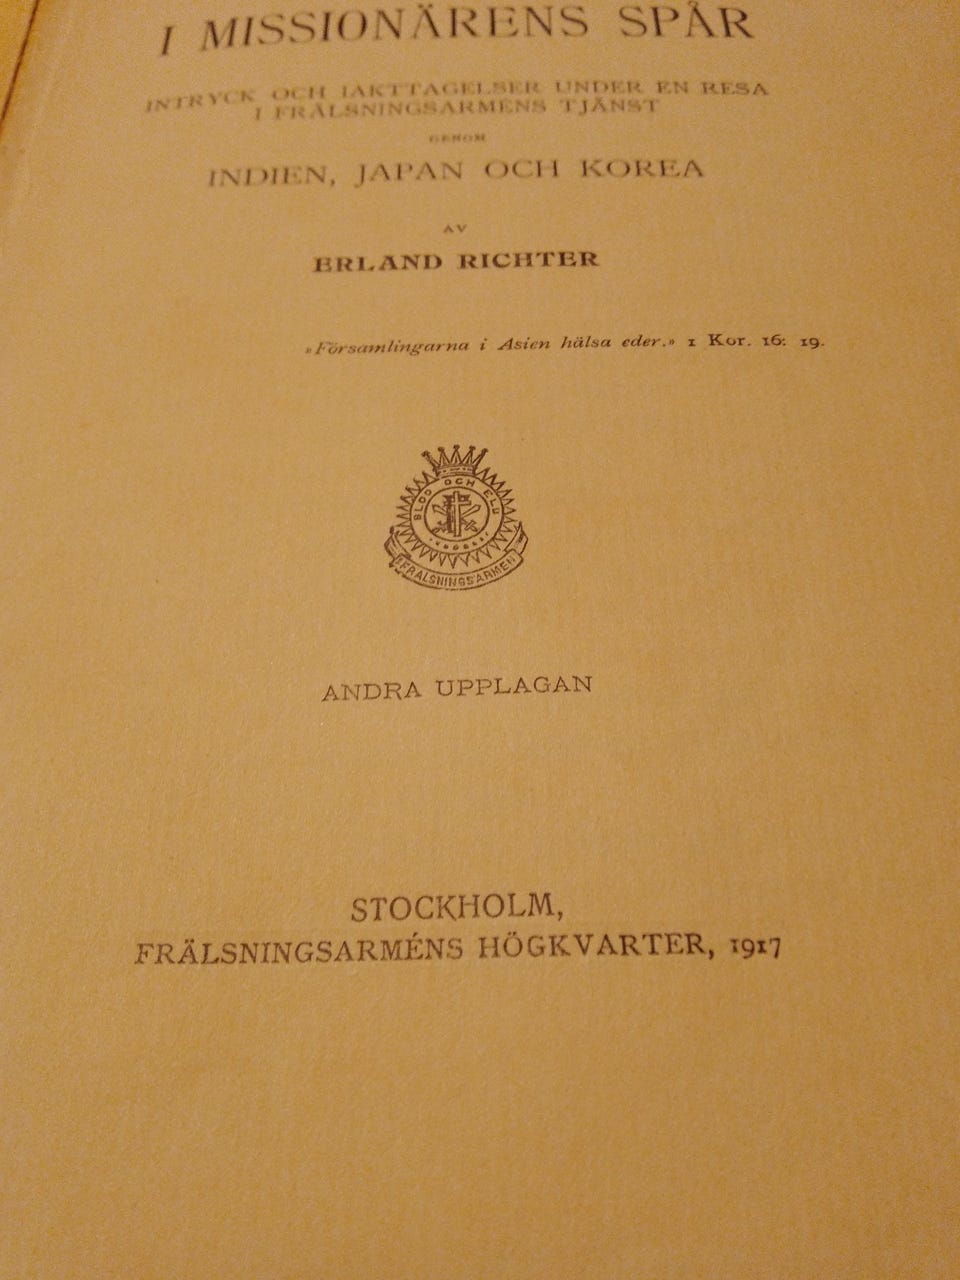 I MISSIONÄRENS SPÅR
INTRYCK OCH IAKTTAGELSER UNDER EN RESA
I FRÄLSNINGSARMÉNS TJÄNST
GENOM
INDIEN, JAPAN OCH KOREA
AV
ERLAND RICHTER
»Församlingarna i Asien hälsa eder.» 1 Kor. 16: 19.
BLOD OCH ELD
FRÄLSNINGSARMÉN
ANDRA UPPLAGAN
STOCKHOLM,
FRÄLSNINGSARMÉNS HÖGKVARTER, 1917